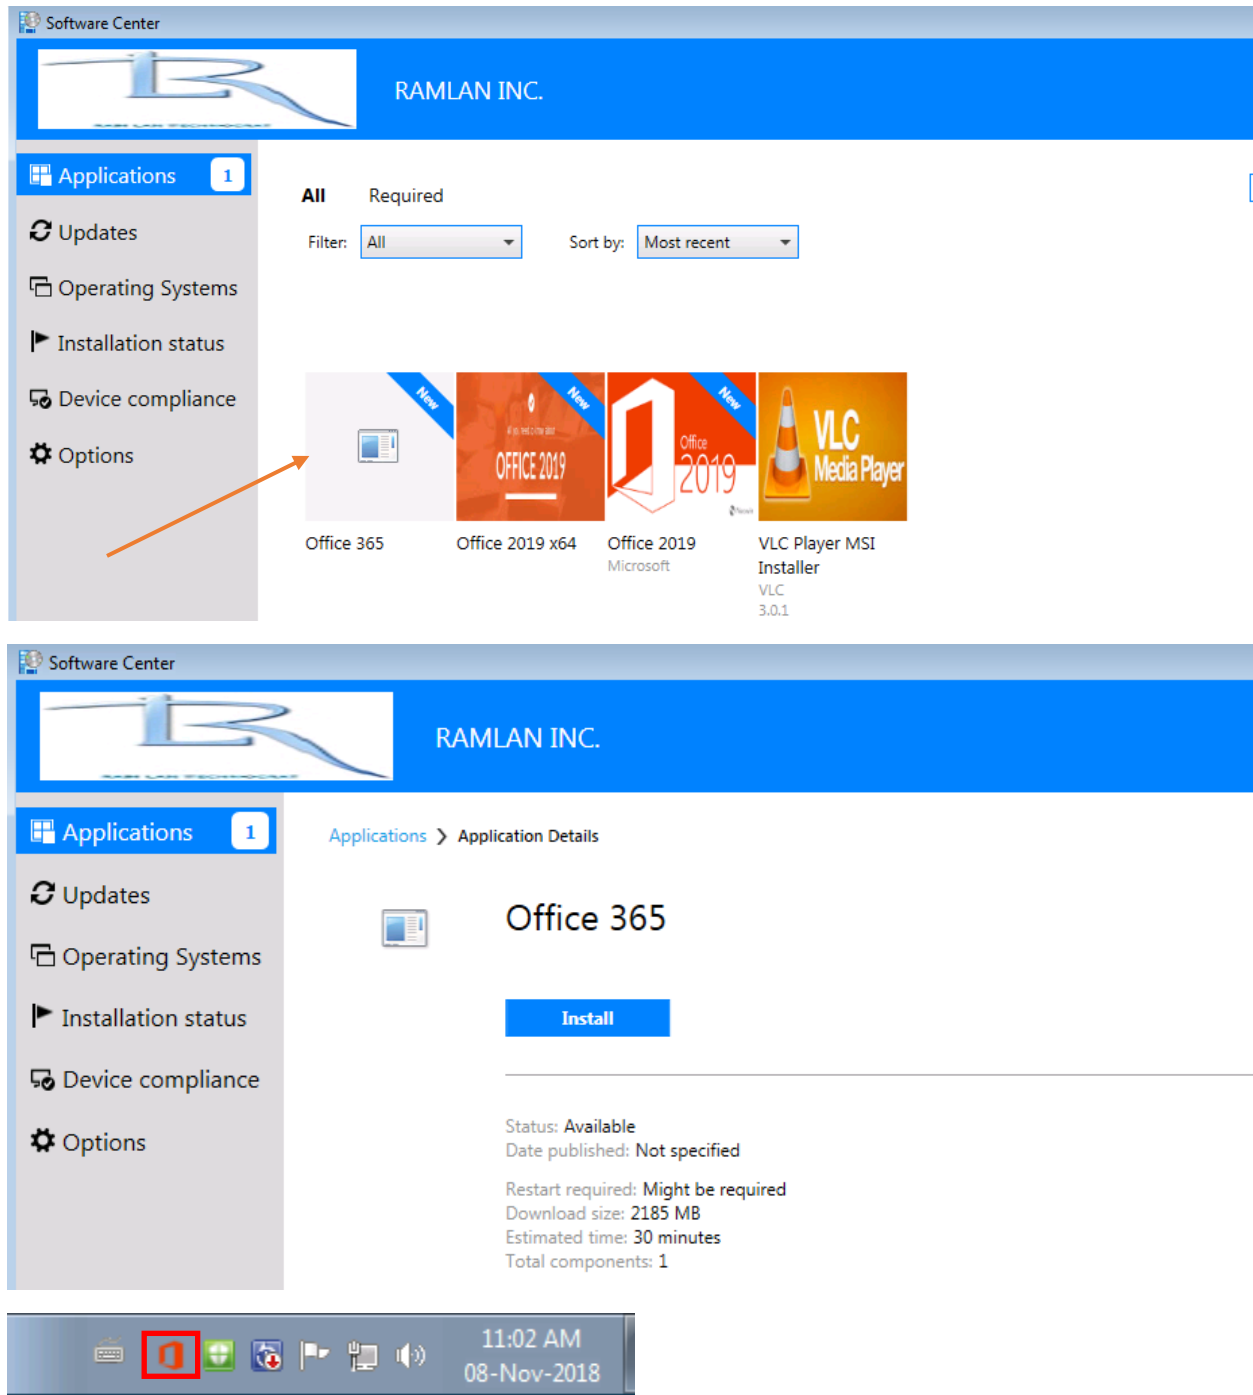 Software Center
RAMLAN INC.
Applications 1
Updates
Operating Systems
Installation status
Device compliance
Options
All Required
Filter: All Sort by: Most recent
New New New
OFFICE 2019
Office
2019
VLC
Media Player
Office 365 Office 2019 x64 Office 2019 VLC Player MSI
Microsoft Installer
VLC
3.0.1
Software Center
RAMLAN INC.
Applications 1
Updates
Operating Systems
Installation status
Device compliance
Options
Applications > Application Details
Office 365
Install
Status: Available
Date published: Not specified
Restart required: Might be required
Download size: 2185 MB
Estimated time: 30 minutes
Total components: 1
11:02 AM
08-Nov-2018